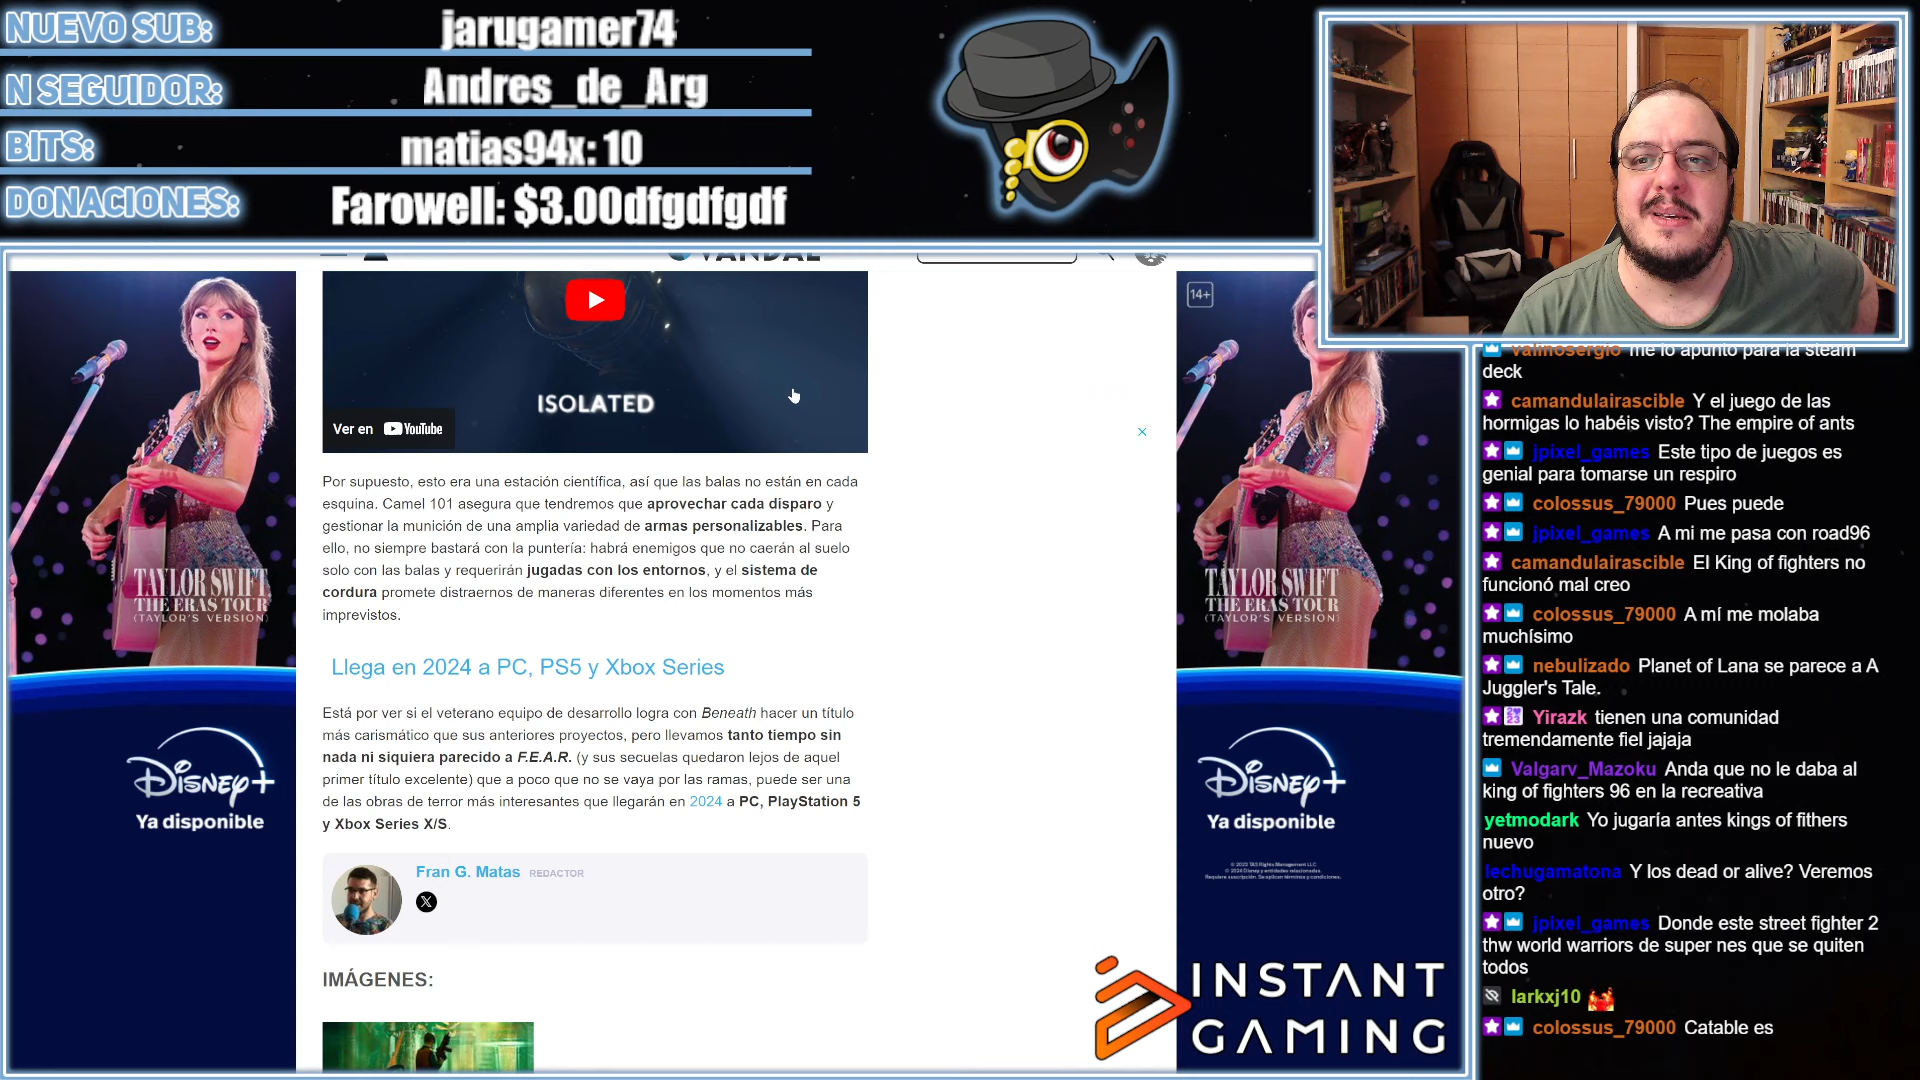 NUEVO SUB:
jarugamer74
N SEGUIDOR:
Andres_de_Arg
BITS:
matias94x: 10
DONACIONES:
Farowell: $3.00dfgdfgdf
VANDAL
ISOLATED
Ver en YouTube
Por supuesto, esto era una estación científica, así que las balas no están en cada
esquina. Camel 101 asegura que tendremos que aprovechar cada disparo y
gestionar la munición de una amplia variedad de armas personalizables. Para
ello, no siempre bastará con la puntería: habrá enemigos que no caerán al suelo
solo con las balas y requerirán jugadas con los entornos, y el sistema de
cordura promete distraernos de maneras diferentes en los momentos más
imprevistos.
Llega en 2024 a PC, PS5 y Xbox Series
Está por ver si el veterano equipo de desarrollo logra con Beneath hacer un título
más carismático que sus anteriores proyectos, pero llevamos tanto tiempo sin
nada ni siquiera parecido a F.E.A.R. (y sus secuelas quedaron lejos de aquel
primer título excelente) que a poco que no se vaya por las ramas, puede ser una
de las obras de terror más interesantes que llegarán en 2024 a PC, PlayStation 5
y Xbox Series X/S.
Fran G. Matas REDACTOR
IMÁGENES:
TAYLOR SWIFT
THE ERAS TOUR
(TAYLOR'S VERSION)
Disney+
Ya disponible
14+
TAYLOR SWIFT
THE ERAS TOUR
(TAYLOR'S VERSION)
Disney+
Ya disponible
INSTANT
GAMING
valinosergio me lo apunto para la steam
deck
camandulairascible Y el juego de las
hormigas lo habéis visto? The empire of ants
jpixel_games Este tipo de juegos es
genial para tomarse un respiro
colossus_79000 Pues puede
jpixel_games A mi me pasa con road96
camandulairascible El King of fighters no
funcionó mal creo
colossus_79000 A mí me molaba
muchísimo
nebulizado Planet of Lana se parece a A
Juggler's Tale.
Yirazk tienen una comunidad
tremendamente fiel jajaja
Valgarv_Mazoku Anda que no le daba al
king of fighters 96 en la recreativa
yetmodark Yo jugaría antes kings of fithers
nuevo
lechugamatona Y los dead or alive? Veremos
otro?
jpixel_games Donde este street fighter 2
thw world warriors de super nes que se quiten
todos
larkxj10
colossus_79000 Catable es